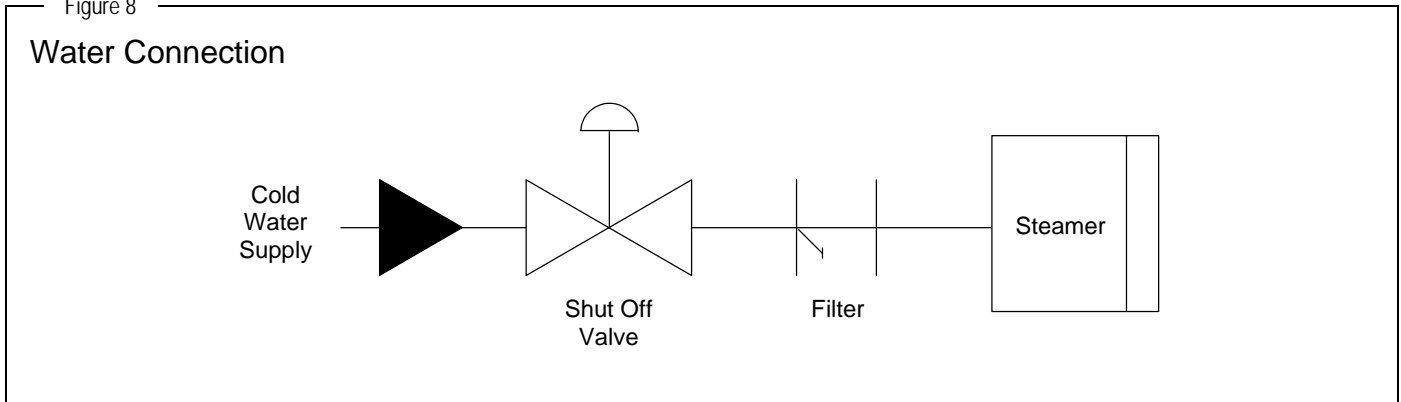 Figure 8
Water Connection
Cold
Water
Supply
Shut Off
Valve
Filter
Steamer